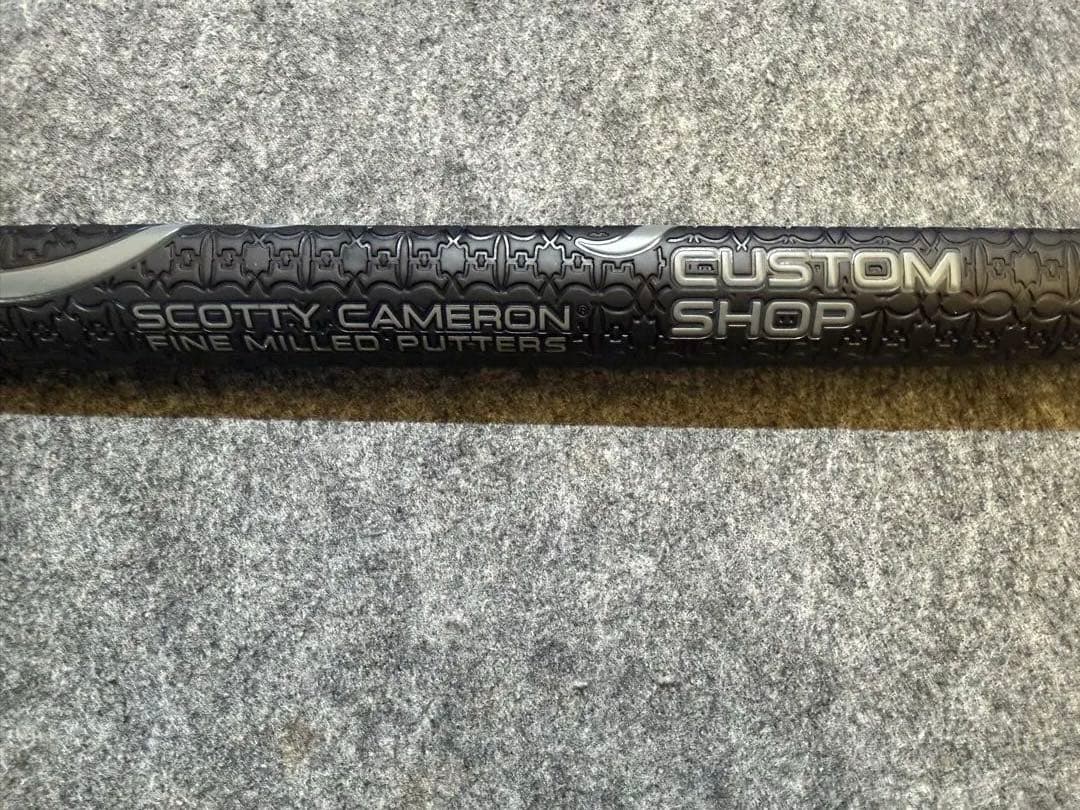 SCOTTY CAMERON®
FINE MILLED PUTTERS
CUSTOM
SHOP